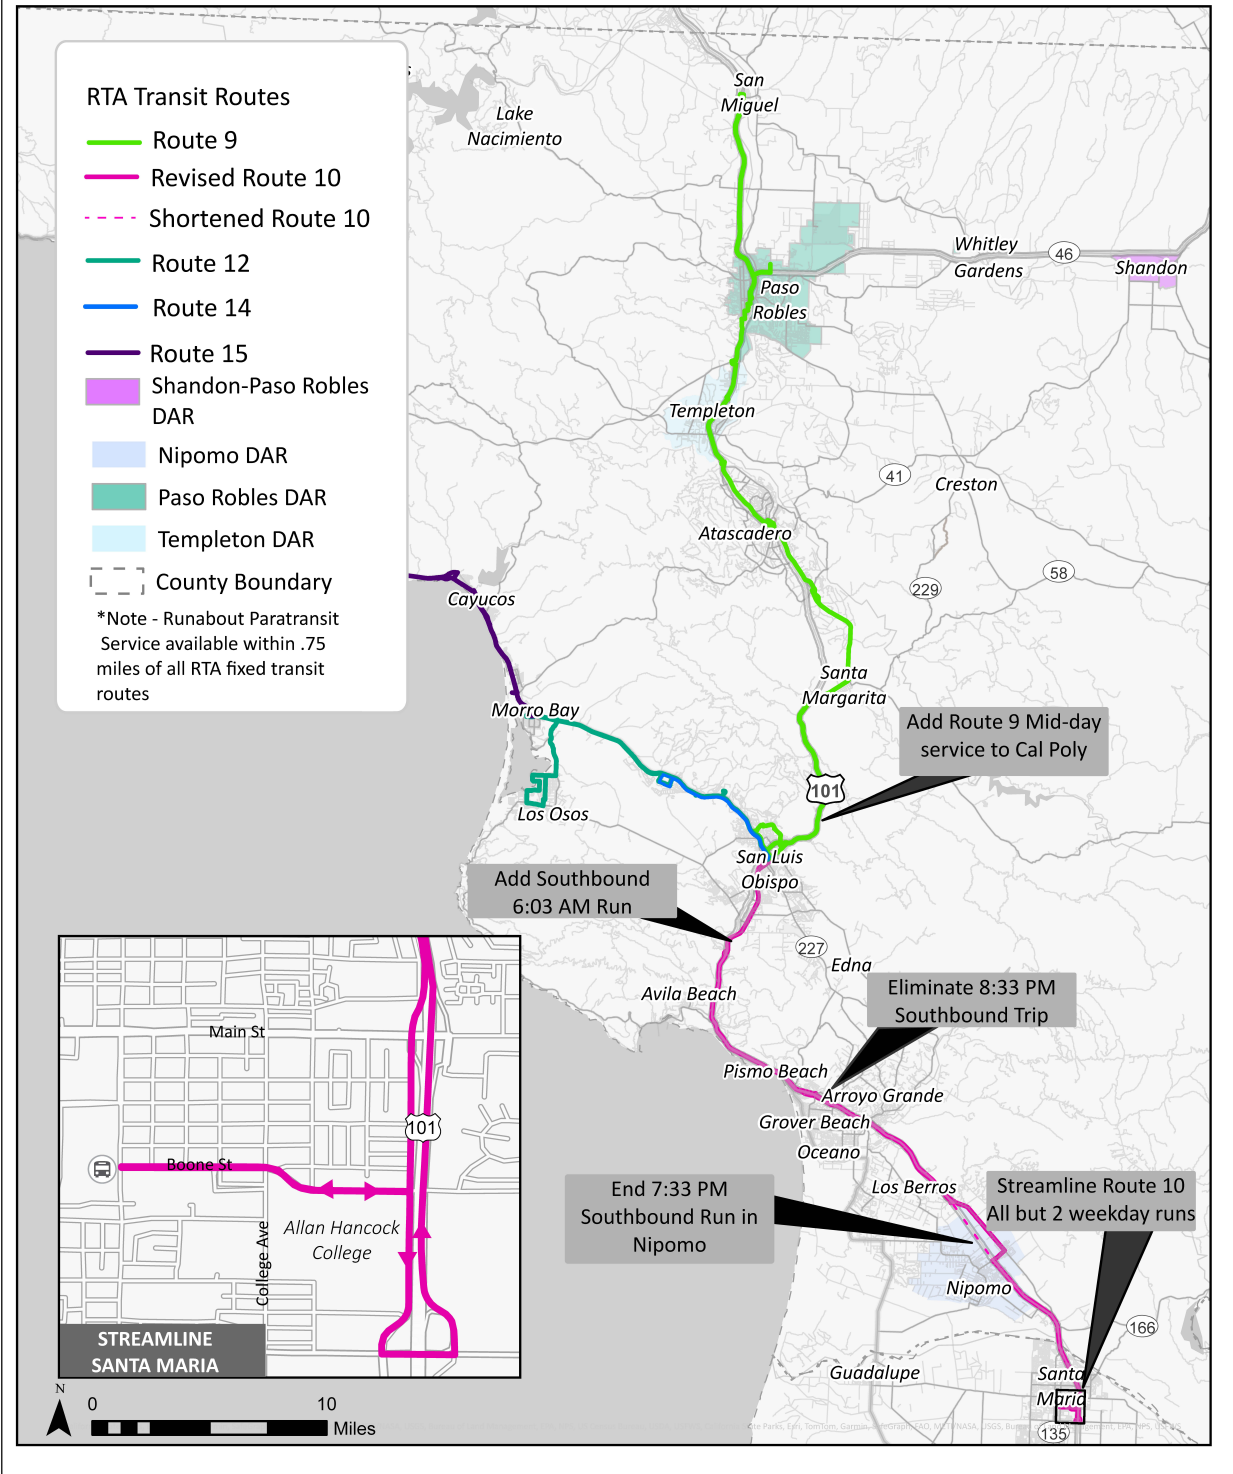 RTA Transit Routes
Route 9
Revised Route 10
Shortened Route 10
Route 12
Route 14
Route 15
Shandon-Paso Robles
DAR
Nipomo DAR
Paso Robles DAR
Templeton DAR
County Boundary
*Note - Runabout Paratransit
Service available within .75
miles of all RTA fixed transit
routes
San
Miguel
Lake
Nacimiento
Whitley
Gardens
46
Shandon
Paso
Robles
Templeton
41
Creston
Atascadero
58
229
Cayucos
Santa
Margarita
Morro Bay
Add Route 9 Mid-day
service to Cal Poly
101
Los Osos
San Luis
Obispo
Add Southbound
6:03 AM Run
227
Edna
Avila Beach
Eliminate 8:33 PM
Southbound Trip
Pismo Beach
Arroyo Grande
Grover Beach
Oceano
Los Berros
End 7:33 PM
Southbound Run in
Nipomo
Streamline Route 10
All but 2 weekday runs
Nipomo
166
Guadalupe
Santa
Maria
135
Main St
101
Boone St
Allan Hancock
College
College Ave
STREAMLINE
SANTA MARIA
N
0 10
Miles